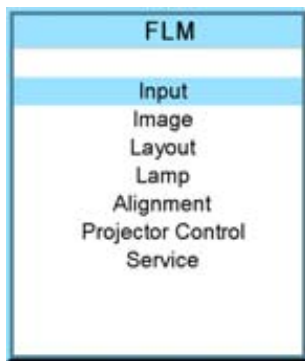 FLM
Input
Image
Layout
Lamp
Alignment
Projector Control
Service